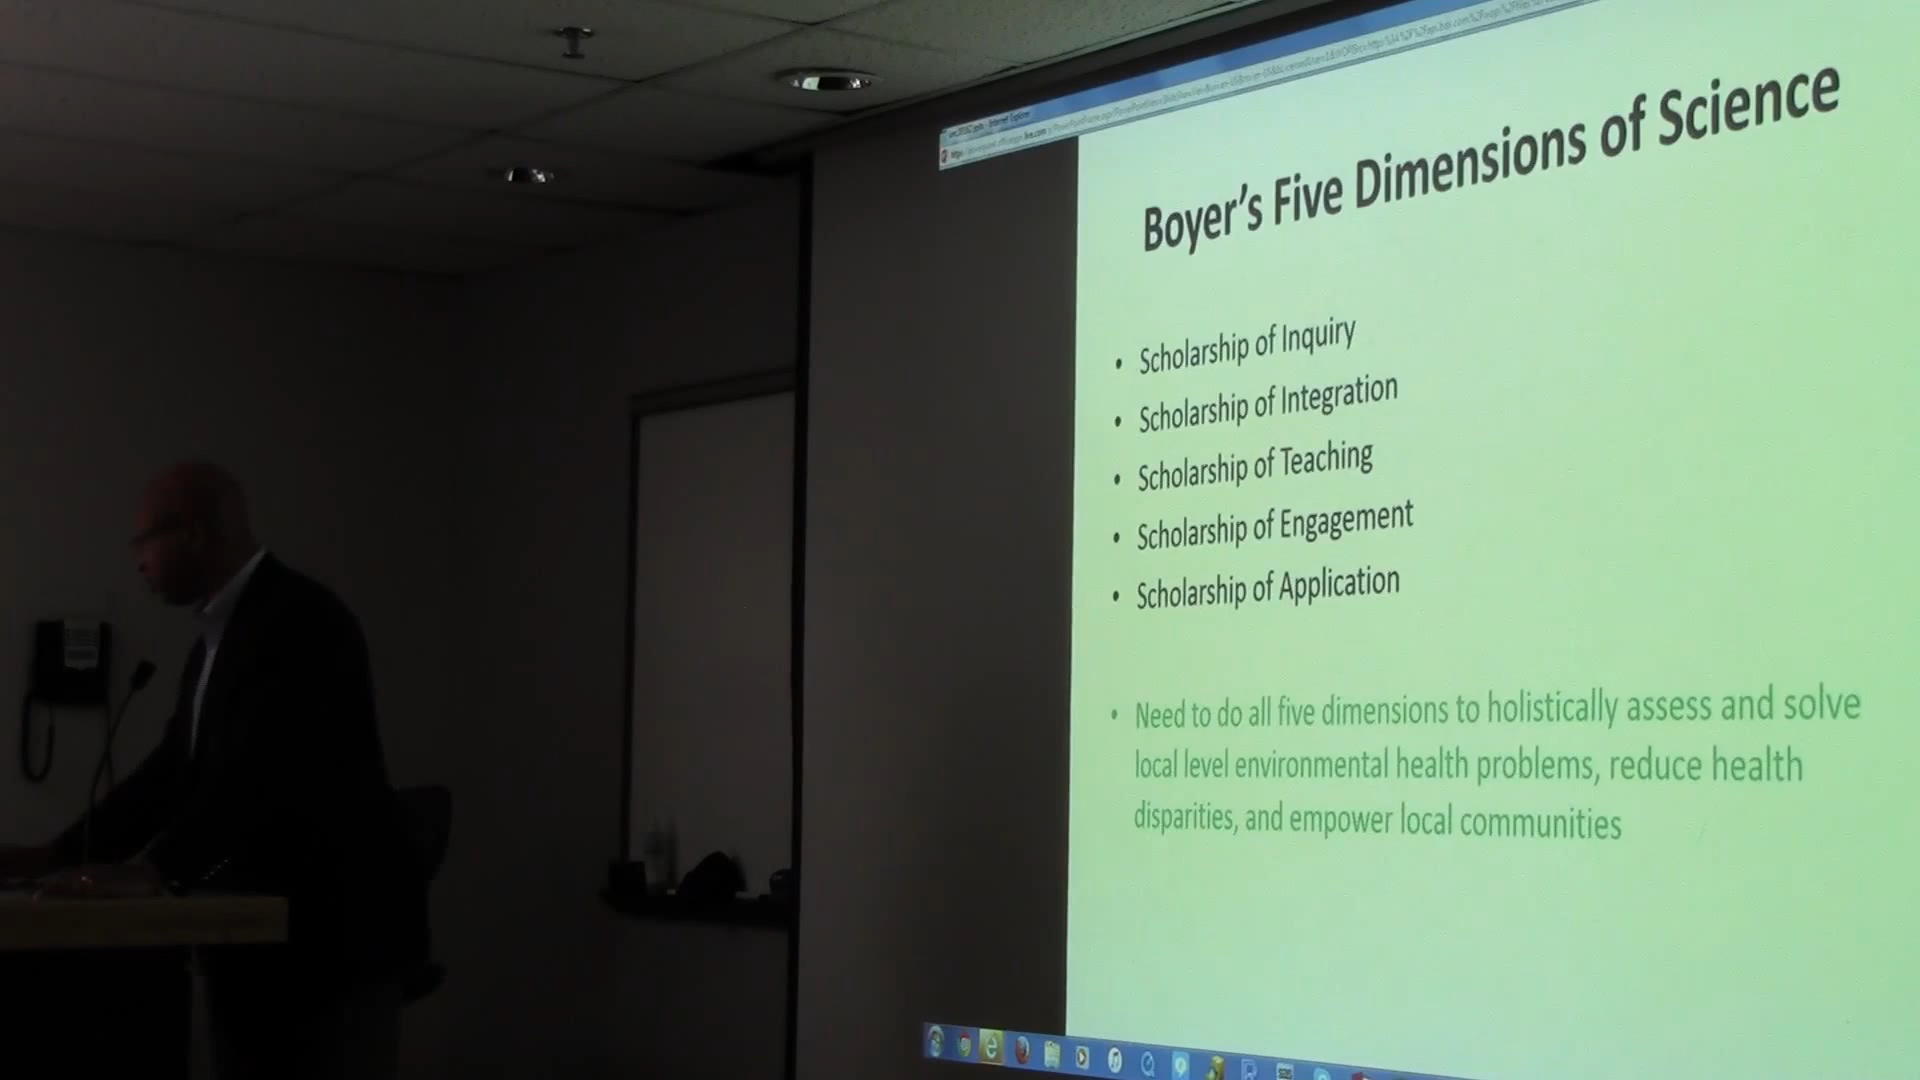 Internet Explorer
Boyer's Five Dimensions of Science
• Scholarship of Inquiry
• Scholarship of Integration
• Scholarship of Teaching
• Scholarship of Engagement
• Scholarship of Application
• Need to do all five dimensions to holistically assess and solve
local level environmental health problems, reduce health
disparities, and empower local communities